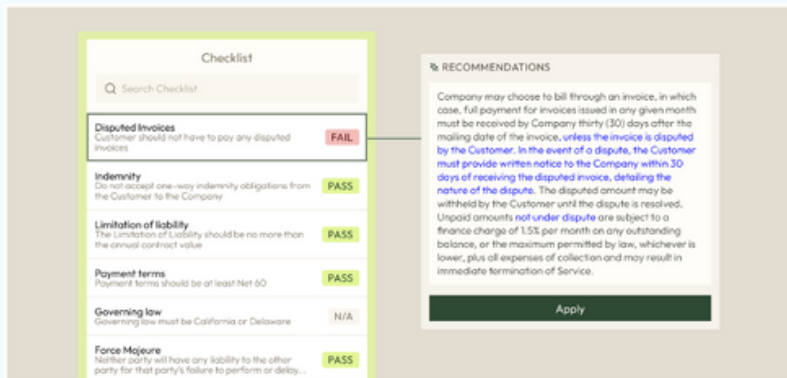 Checklist
Search Checklist
Disputed Invoices
Customer should not have to pay any disputed
invoices
FAIL
Indemnity
Do not accept one-way indemnity obligations from
the Customer to the Company
PASS
Limitation of liability
The Limitation of Liability should be no more than
the annual contract value
PASS
Payment terms
Payment terms should be at least Net 60
PASS
Governing law
Governing law must be California or Delaware
N/A
Force Majeure
Neither party will have any liability to the other
party for that party's failure to perform or delay...
PASS
RECOMMENDATIONS
Company may choose to bill through an invoice, in which
case, full payment for invoices issued in any given month
must be received by Company thirty (30) days after the
mailing date of the invoice, unless the invoice is disputed
by the Customer. In the event of a dispute, the Customer
must provide written notice to the Company within 30
days of receiving the disputed invoice, detailing the
nature of the dispute. The disputed amount may be
withheld by the Customer until the dispute is resolved.
Unpaid amounts not under dispute are subject to a
finance charge of 1.5% per month on any outstanding
balance, or the maximum permitted by law, whichever is
lower, plus all expenses of collection and may result in
immediate termination of Service.
Apply